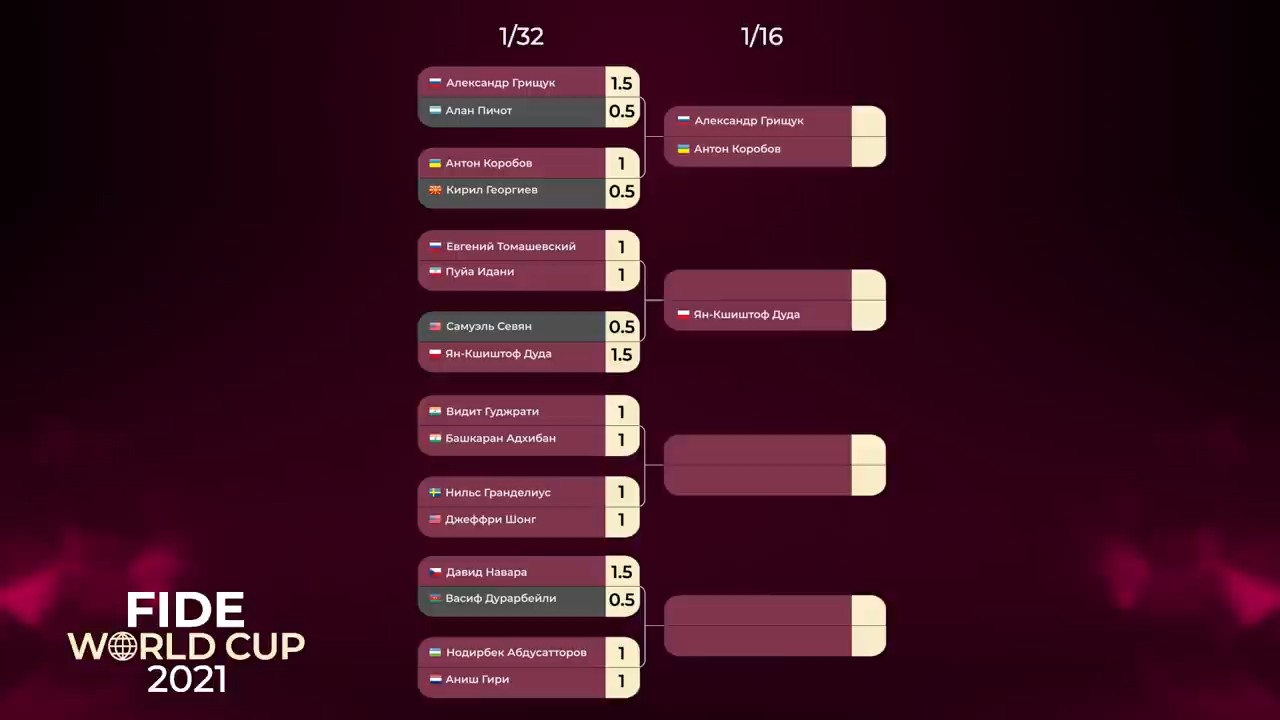 1/32
1/16
Александр Грищук 1.5
Алан Пичот 0.5
Антон Коробов 1
Кирил Георгиев 0.5
Евгений Томашевский 1
Пуйа Идани 1
Самуэль Севян 0.5
Ян-Кшиштоф Дуда 1.5
Видит Гуджрати 1
Башкаран Адхибан 1
Нильс Гранделиус 1
Джеффри Шонг 1
Давид Навара 1.5
Васиф Дурарбейли 0.5
Нодирбек Абдусатторов 1
Аниш Гири 1
Александр Грищук
Антон Коробов
Ян-Кшиштоф Дуда
FIDE
WORLD CUP
2021